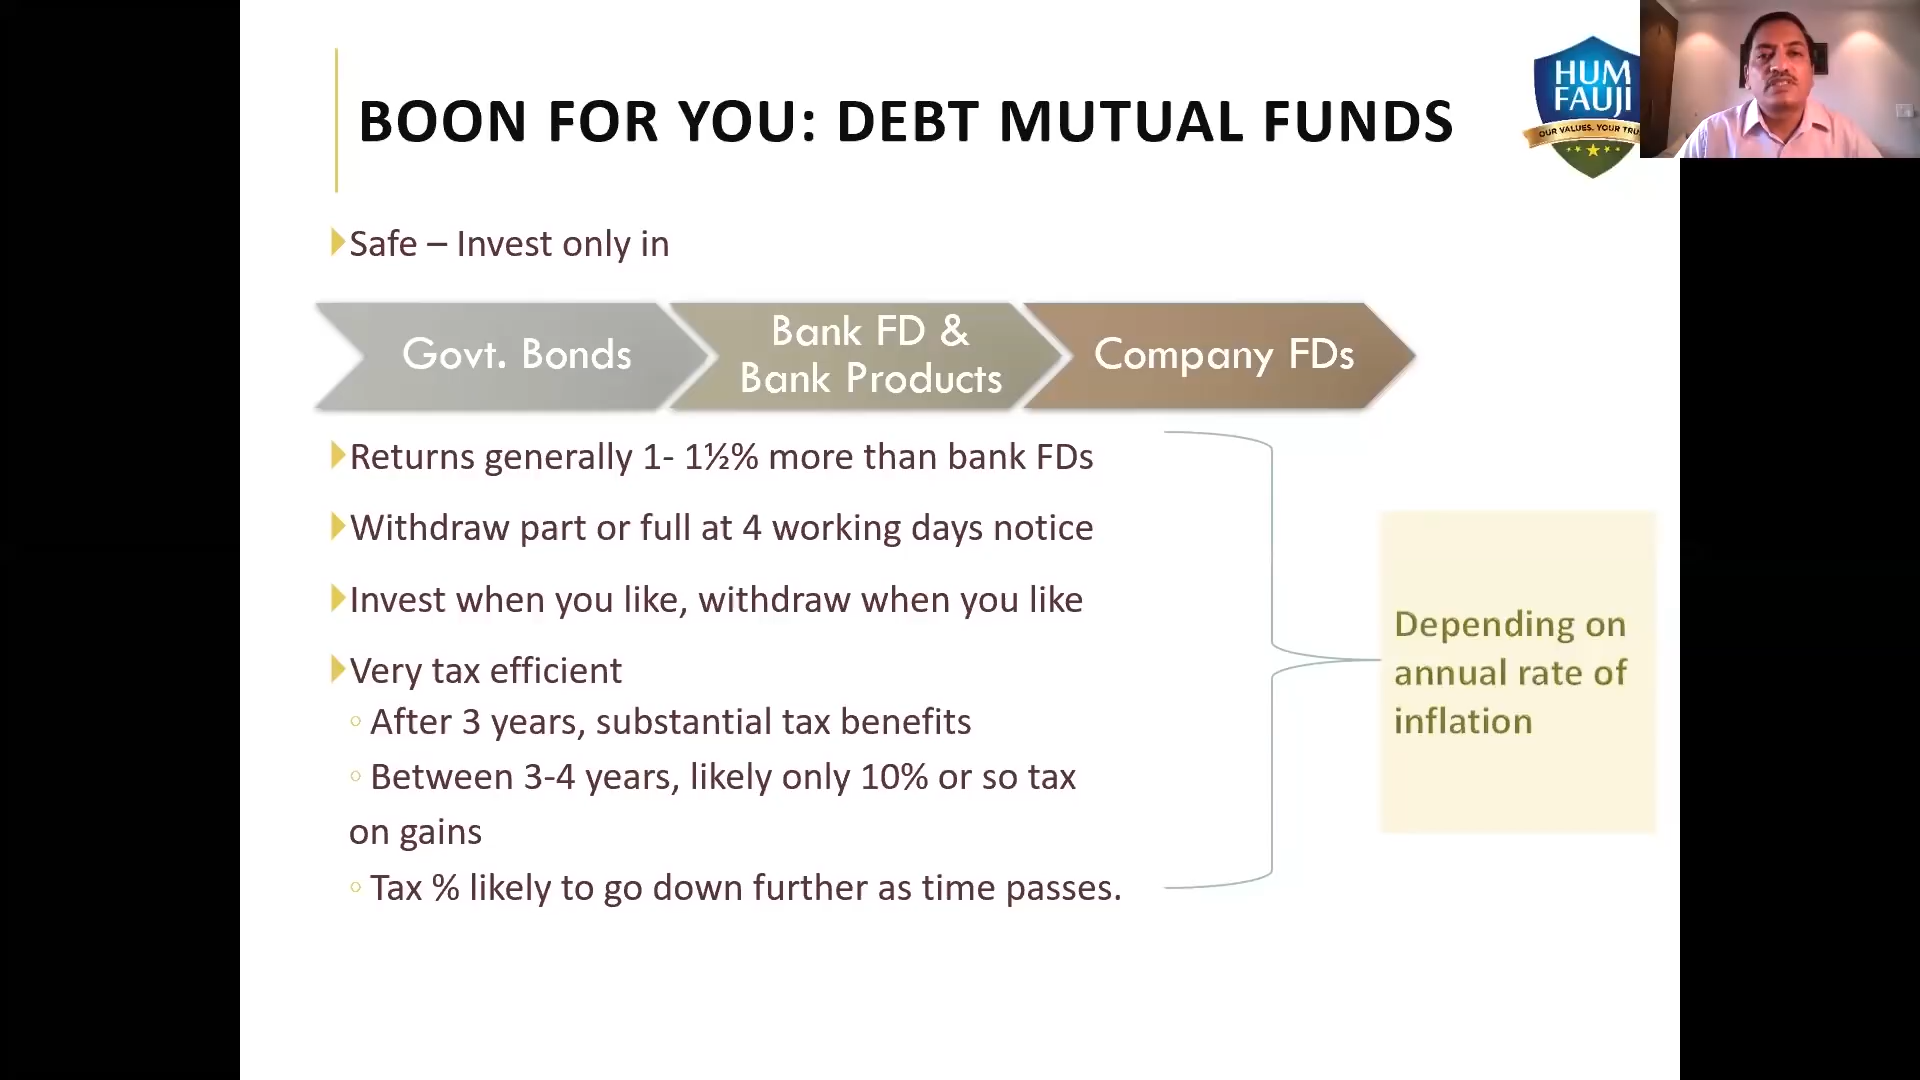 BOON FOR YOU: DEBT MUTUAL FUNDS
HUM
FAUJI
OUR VALUES. YOUR TRU
Safe – Invest only in
Govt. Bonds
Bank FD &
Bank Products
Company FDs
Returns generally 1- 1½% more than bank FDs
Withdraw part or full at 4 working days notice
Invest when you like, withdraw when you like
Very tax efficient
After 3 years, substantial tax benefits
Between 3-4 years, likely only 10% or so tax
on gains
Tax % likely to go down further as time passes.
Depending on
annual rate of
inflation